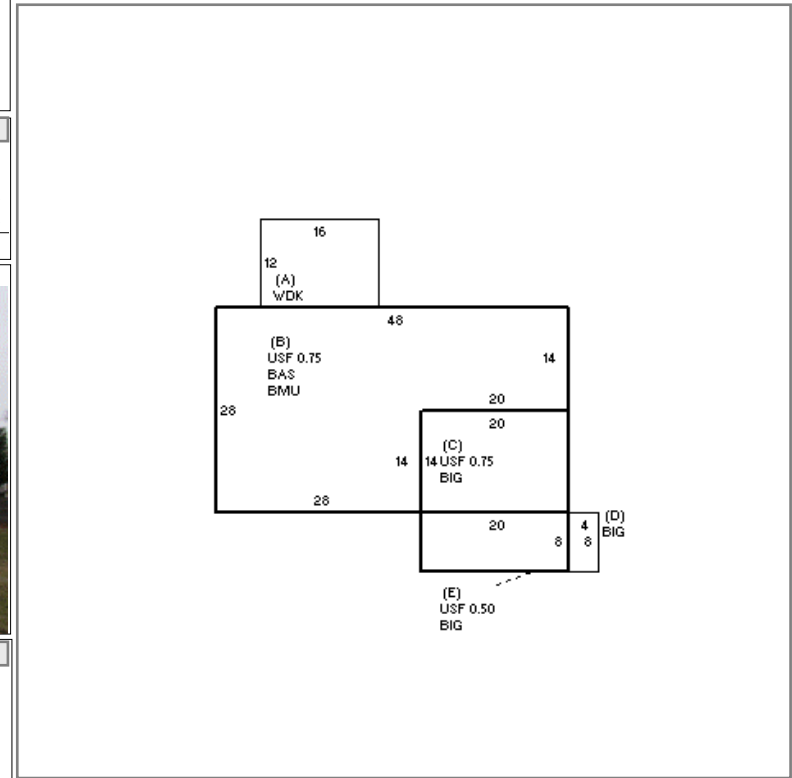 16
12
(A)
WDK
48
(B)
USF 0.75
BAS
BMU
14
28
20
20
(C)
14
14 USF 0.75
BIG
28
20
4
(D)
BIG
8
8
(E)
USF 0.50
BIG